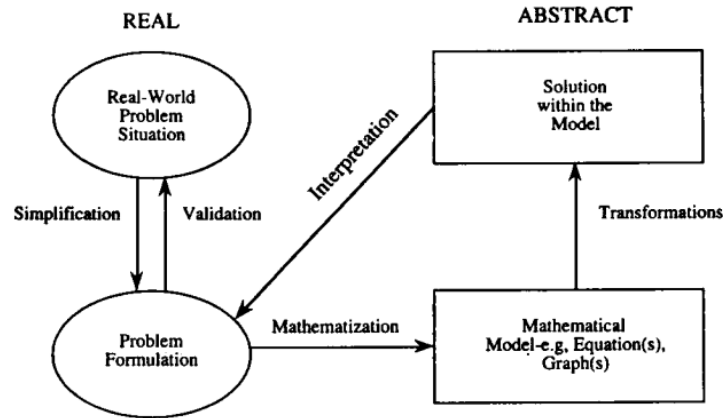 REAL
ABSTRACT
Real-World
Problem
Situation
Solution
within the
Model
Interpretation
Simplification
Validation
Transformations
Problem
Formulation
Mathematization
Mathematical
Model-e.g, Equation(s),
Graph(s)